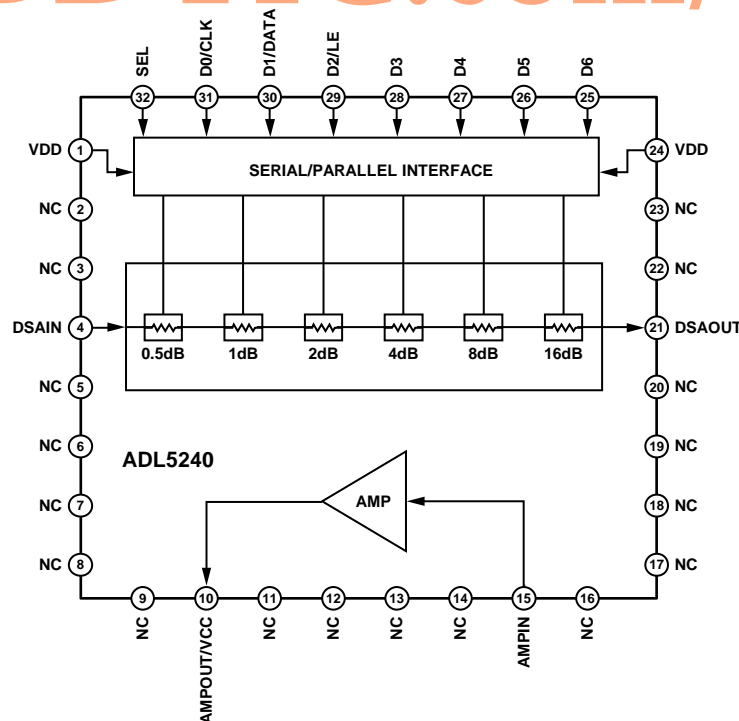 SEL
D0/CLK
D1/DATA
D2/LE
D3
D4
D5
D6
32
31
30
29
28
27
26
25
VDD 1
SERIAL/PARALLEL INTERFACE
24 VDD
NC 2
23 NC
NC 3
22 NC
DSAIN 4
21 DSAOUT
0.5dB
1dB
2dB
4dB
8dB
16dB
NC 5
20 NC
NC 6
19 NC
ADL5240
AMP
NC 7
18 NC
NC 8
17 NC
9
10
11
12
13
14
15
16
NC
AMPOUT/VCC
NC
NC
NC
NC
AMPIN
NC